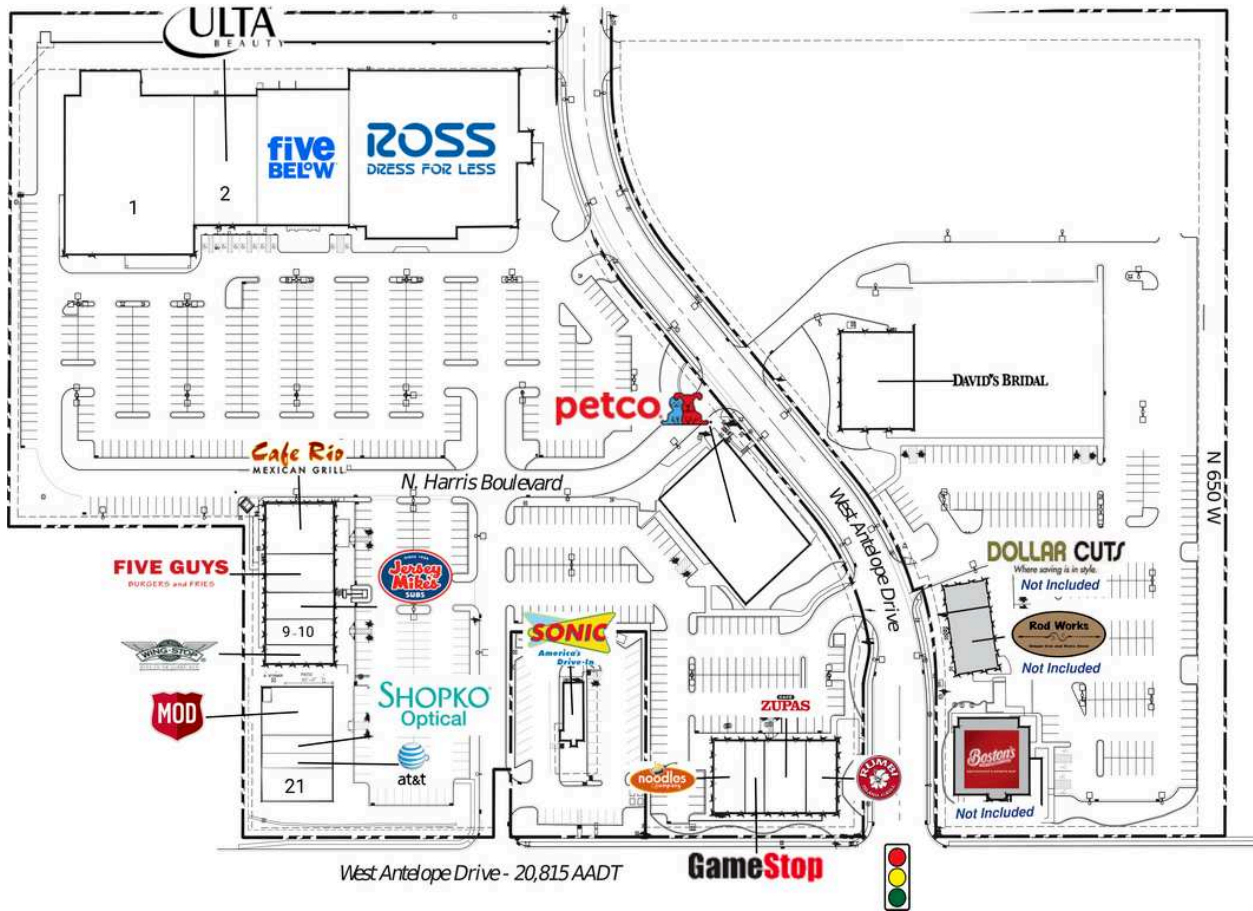 ULTA
BEAUTY
five
BELOW
ROSS
DRESS FOR LESS
1
2
petco
DAVID'S BRIDAL
Cafe Rio
MEXICAN GRILL
N. Harris Boulevard
N 650 W
West Antelope Drive
FIVE GUYS
BURGERS and FRIES
Jersey
Mike's
SUBS
DOLLAR CUTS
Where saving is in style.
Not Included
9-10
SONIC
America's
Drive-In
Rod Works
Not Included
WING-STOP
MOD
SHOPKO
Optical
CAFE
ZUPAS
at&t
21
noodles
& company
RUMBI
Boston's
Not Included
GameStop
West Antelope Drive - 20,815 AADT